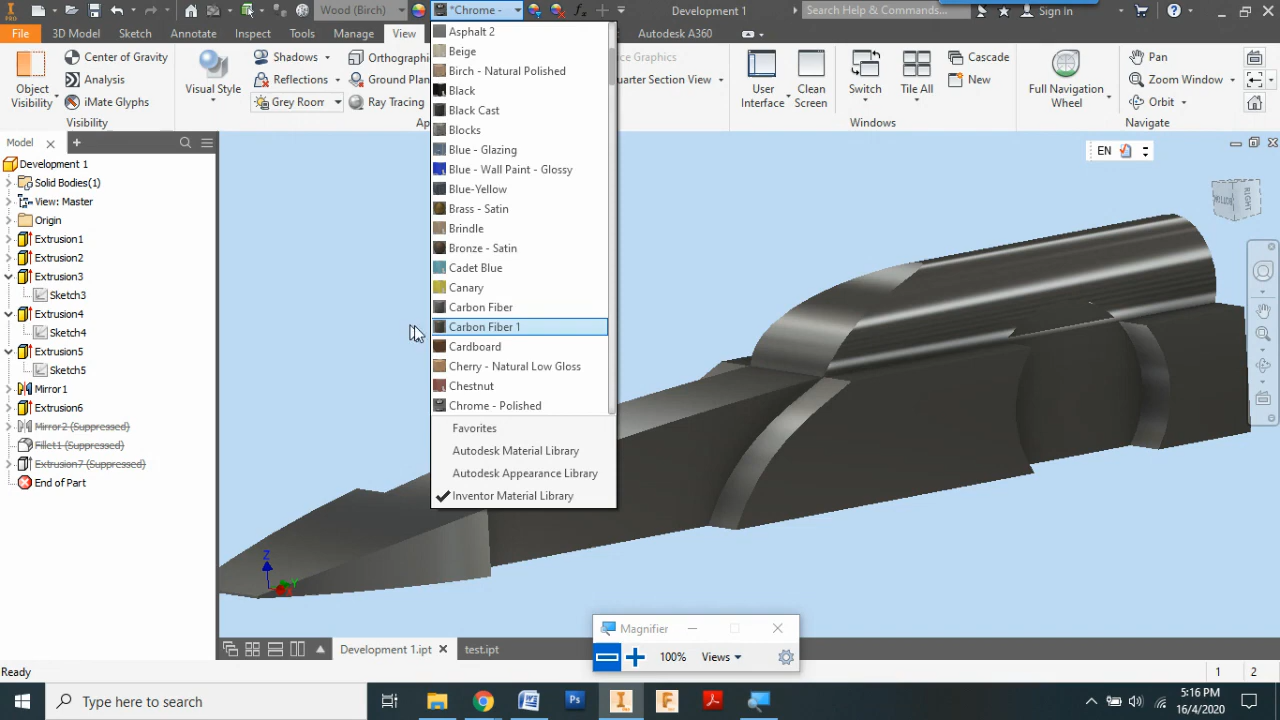 PRO
Wood (Birch)
*Chrome -
Development 1
Search Help & Commands...
Sign In
File
3D Model
Sketch
Annotate
Inspect
Tools
Manage
View
Autodesk A360
Object
Visibility
Center of Gravity
Analysis
iMate Glyphs
Visibility
Visual Style
Shadows
Reflections
Grey Room
Orthographic
Ground Plan
Ray Tracing
Graphics
Quarter Section View
User
Interface
Clean
Screen
Switch
Tile All
Cascade
New
Windows
Full Navigation
Wheel
Pan
Zoom Window
Orbit
Navigate
Model
Development 1
Solid Bodies(1)
View: Master
Origin
Extrusion1
Extrusion2
Extrusion3
Sketch3
Extrusion4
Sketch4
Extrusion5
Sketch5
Mirror1
Extrusion6
Mirror2 (Suppressed)
Fillet1 (Suppressed)
Extrusion7 (Suppressed)
End of Part
Asphalt 2
Beige
Birch - Natural Polished
Black
Black Cast
Blocks
Blue - Glazing
Blue - Wall Paint - Glossy
Blue-Yellow
Brass - Satin
Brindle
Bronze - Satin
Cadet Blue
Canary
Carbon Fiber
Carbon Fiber 1
Cardboard
Cherry - Natural Low Gloss
Chestnut
Chrome - Polished
Favorites
Autodesk Material Library
Autodesk Appearance Library
Inventor Material Library
EN
RIGHT
Z
Magnifier
100%
Views
Development 1.ipt
test.ipt
Ready
1
2
Type here to search
5:16 PM
16/4/2020